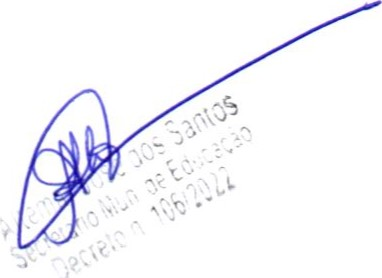 dos Santos
Secretário Mun. de Educação
Decreto n. 106/2022